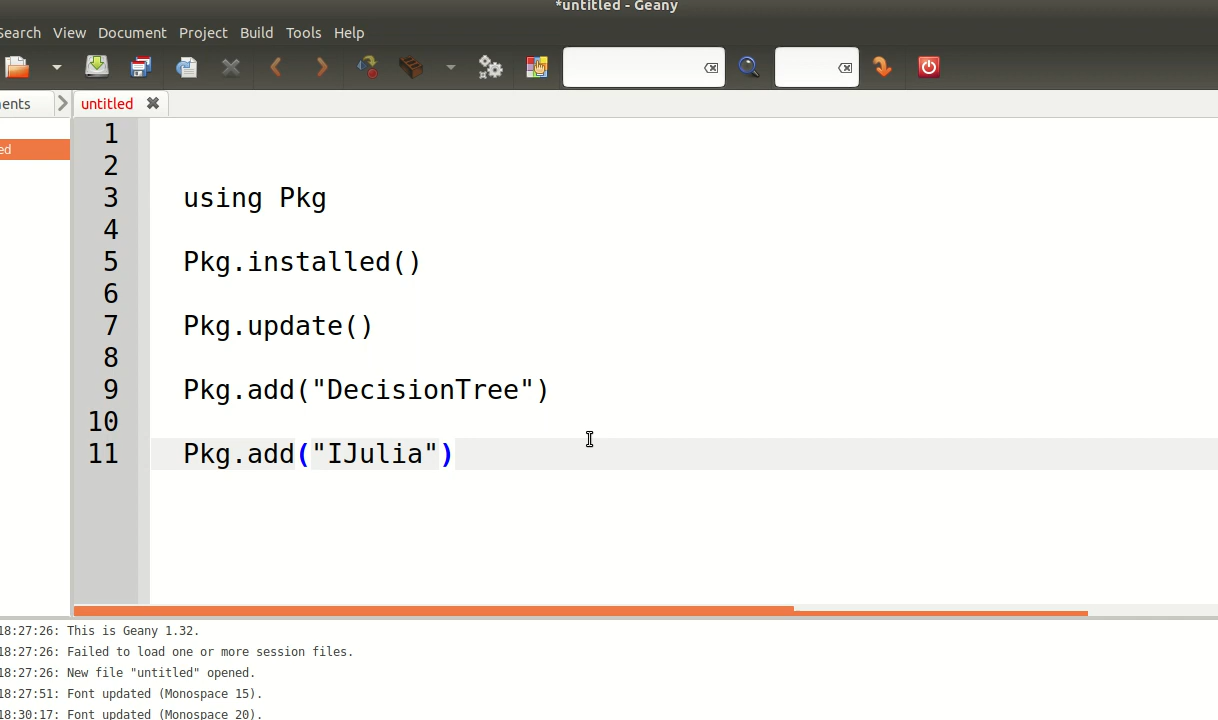 *untitled - Geany
Search View Document Project Build Tools Help
ents
untitled
ed
1
2
3 using Pkg
4
5 Pkg.installed()
6
7 Pkg.update()
8
9 Pkg.add("DecisionTree")
10
11 Pkg.add("IJulia")
18:27:26: This is Geany 1.32.
18:27:26: Failed to load one or more session files.
18:27:26: New file "untitled" opened.
18:27:51: Font updated (Monospace 15).
18:30:17: Font updated (Monospace 20).